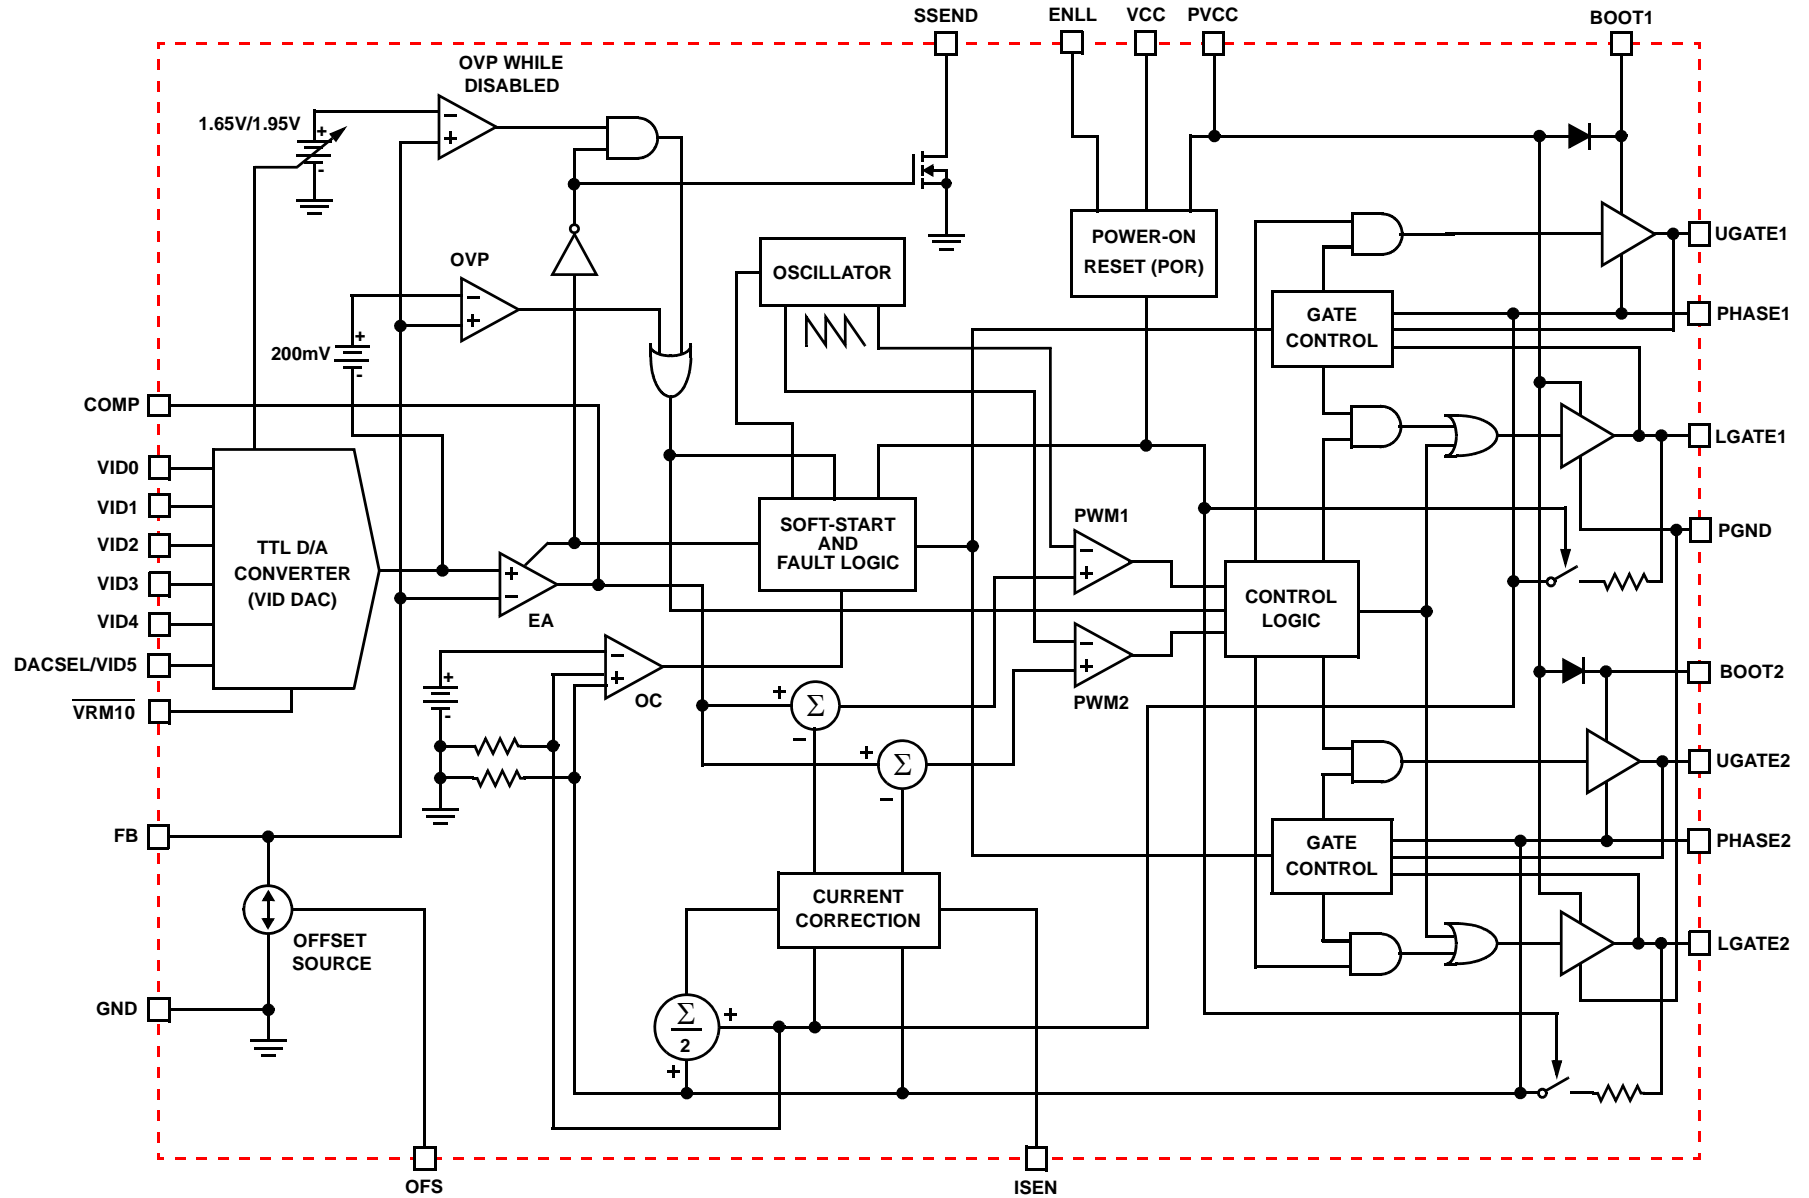 SSEND
ENLL
VCC
PVCC
BOOT1
OVP WHILE
DISABLED
1.65V/1.95V
+
-
−
+
OVP
−
+
200mV
+
-
OSCILLATOR
POWER-ON
RESET (POR)
UGATE1
PHASE1
GATE
CONTROL
COMP
LGATE1
VID0
VID1
VID2
VID3
VID4
DACSEL/VID5
VRM10
TTL D/A
CONVERTER
(VID DAC)
+
−
EA
SOFT-START
AND
FAULT LOGIC
PWM1
−
+
PGND
CONTROL
LOGIC
−
+
PWM2
−
+
OC
+
-
+
Σ
−
+
Σ
−
BOOT2
UGATE2
PHASE2
GATE
CONTROL
FB
CURRENT
CORRECTION
OFFSET
SOURCE
LGATE2
GND
Σ
2
+
+
OFS
ISEN